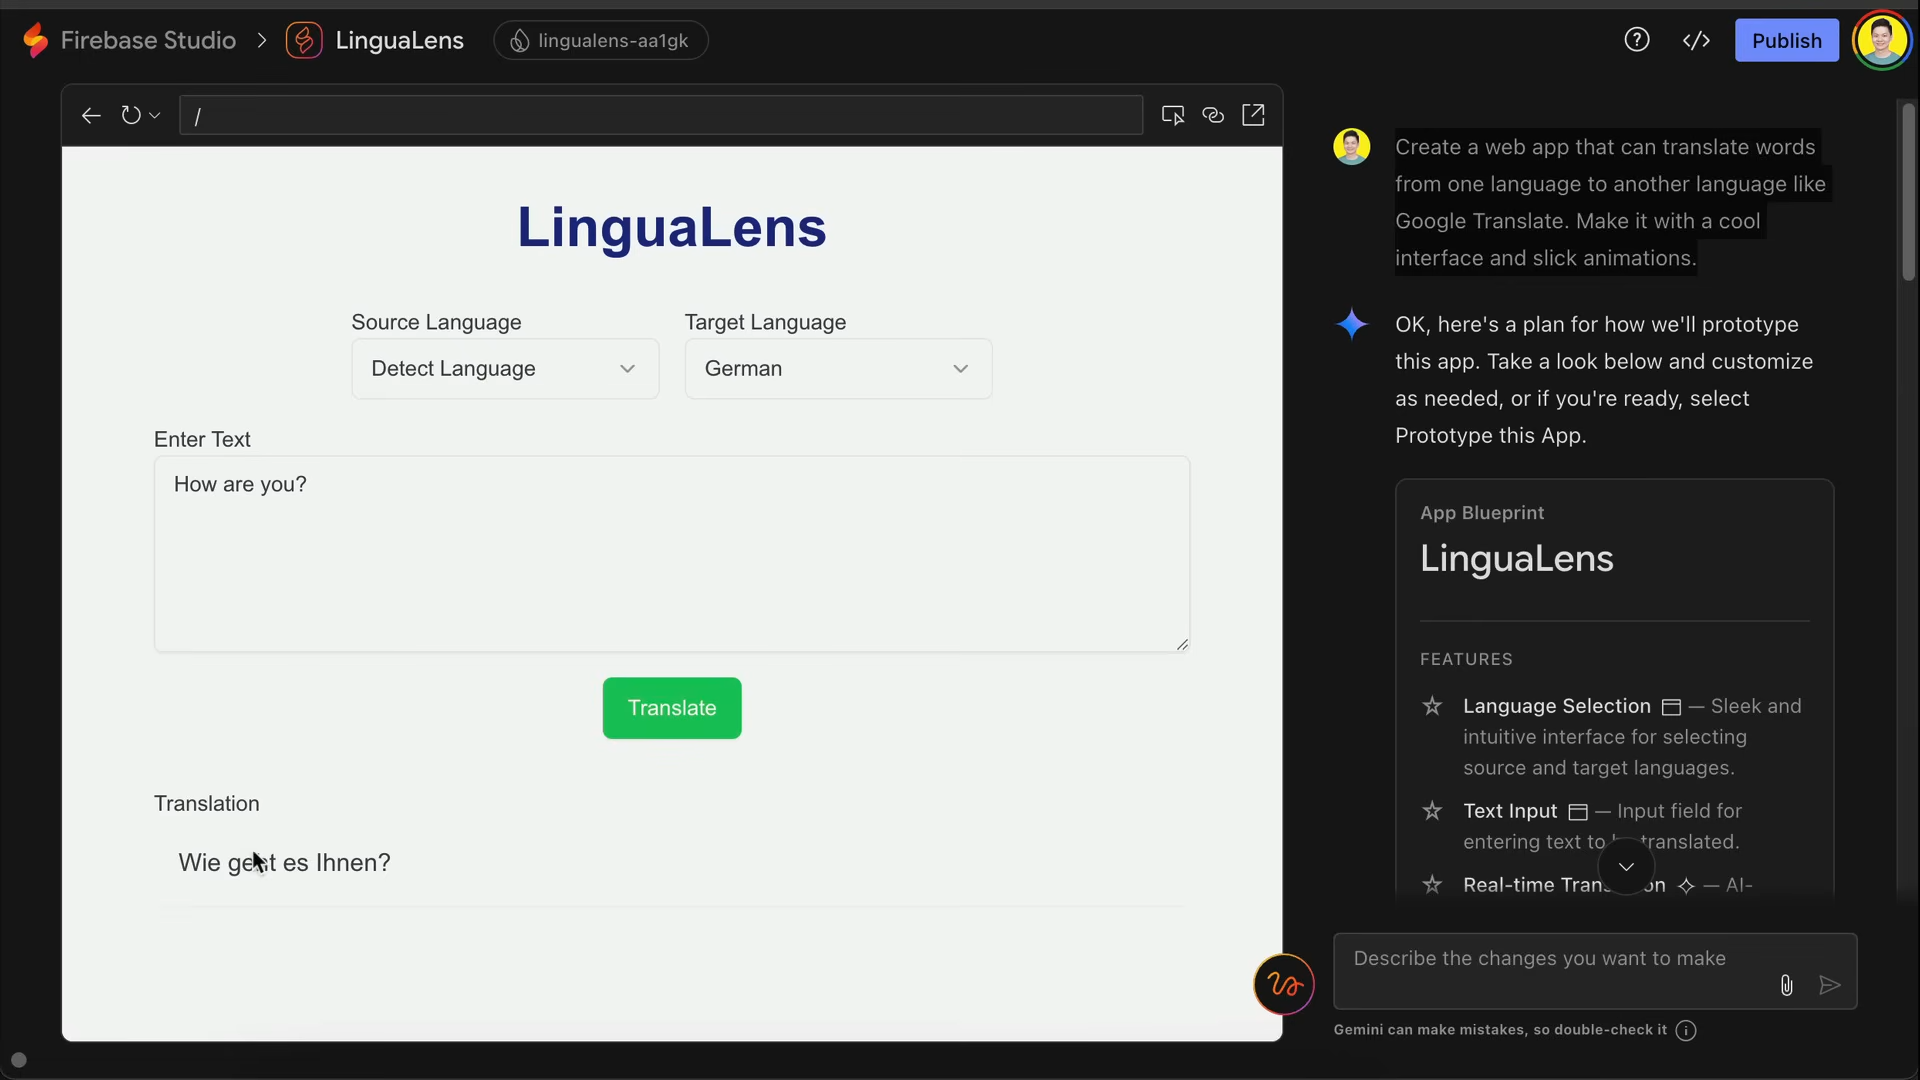 Firebase Studio > LinguaLens lingualens-aa1gk
Publish
/
LinguaLens
Source Language
Target Language
Detect Language
German
Enter Text
How are you?
Translate
Translation
Wie geht es Ihnen?
Create a web app that can translate words
from one language to another language like
Google Translate. Make it with a cool
interface and slick animations.
OK, here's a plan for how we'll prototype
this app. Take a look below and customize
as needed, or if you're ready, select
Prototype this App.
App Blueprint
LinguaLens
FEATURES
Language Selection — Sleek and
intuitive interface for selecting
source and target languages.
Text Input — Input field for
entering text to be translated.
Real-time Translation — AI-
Describe the changes you want to make
Gemini can make mistakes, so double-check it